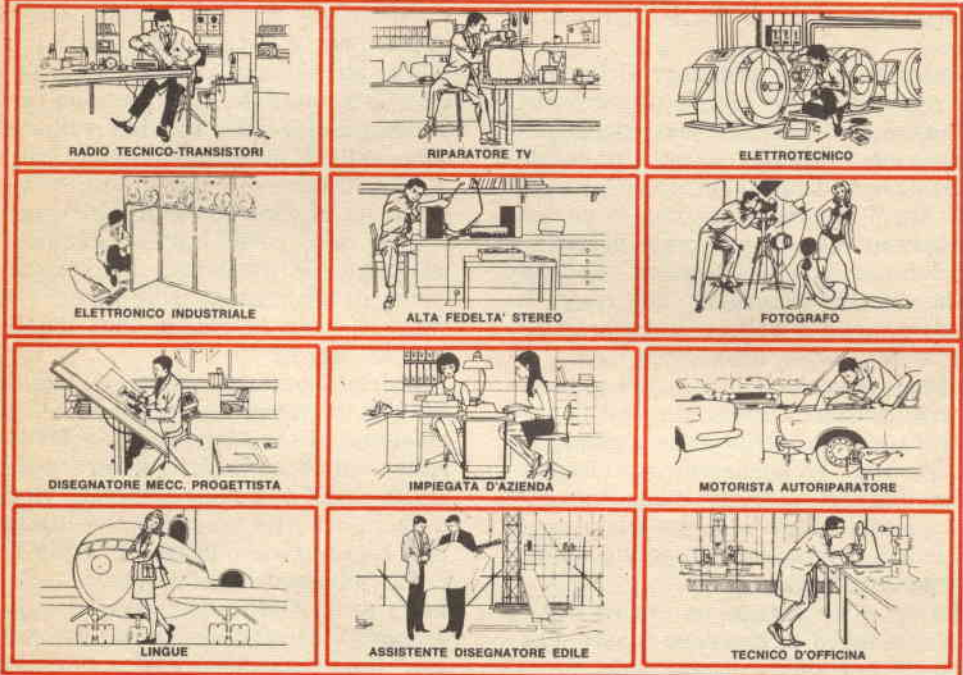 RADIO TECNICO-TRANSISTORI
RIPARATORE TV
ELETTROTECNICO
ELETTRONICO INDUSTRIALE
ALTA FEDELTA' STEREO
FOTOGRAFO
DISEGNATORE MECC. PROGETTISTA
IMPIEGATA D'AZIENDA
MOTORISTA AUTORIPARATORE
LINGUE
ASSISTENTE DISEGNATORE EDILE
TECNICO D'OFFICINA